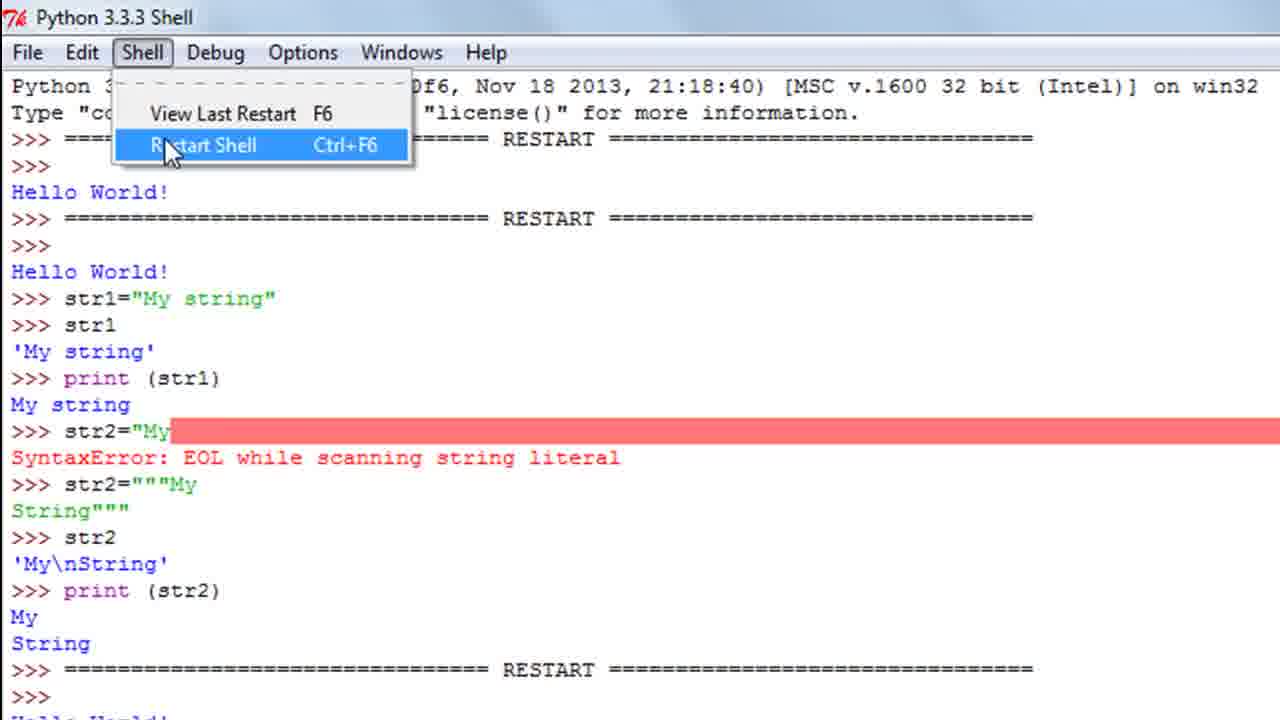 Python 3.3.3 Shell
File Edit Shell Debug Options Windows Help
Python 3 0f6, Nov 18 2013, 21:18:40) [MSC v.1600 32 bit (Intel)] on win32
View Last Restart F6
Type "co "license()" for more information.
Restart Shell Ctrl+F6
>>> ==== ================================ RESTART ================================
>>>
Hello World!
>>> ================================ RESTART ================================
>>>
Hello World!
>>> str1="My string"
>>> str1
'My string'
>>> print (str1)
My string
>>> str2="My
SyntaxError: EOL while scanning string literal
>>> str2="""My
String"""
>>> str2
'My\nString'
>>> print (str2)
My
String
>>> ================================ RESTART ================================
>>>
Hello World!